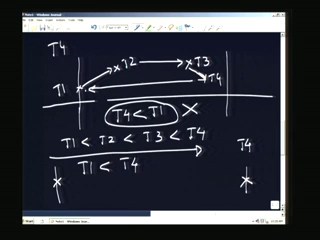 T4
T2
T3
T1
T4
T4 < T1 X
T1 < T2 < T3 < T4
T4
T1 < T4